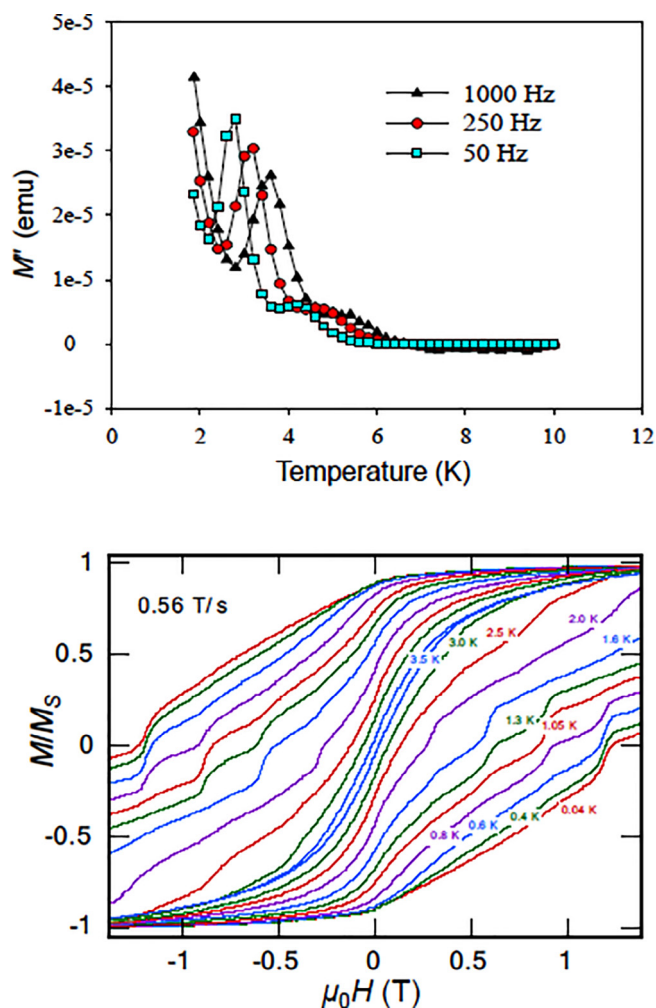 5e-5
4e-5
3e-5
2e-5
1e-5
0
-1e-5
M" (emu)
1000 Hz
250 Hz
50 Hz
0 2 4 6 8 10 12
Temperature (K)
1
0.5
0
-0.5
-1
M/MS
0.56 T/s
3.5 K
3.0 K
2.5 K
2.0 K
1.6 K
1.3 K
1.05 K
0.8 K
0.6 K
0.4 K
0.04 K
-1 -0.5 0 0.5 1
μ0H (T)